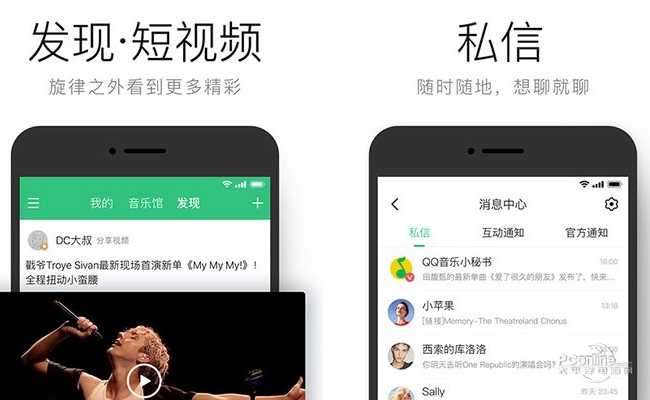 发现·短视频
旋律之外看到更多精彩
我的 音乐馆 发现
DC大叔 分享视频
戳爷Troye Sivan最新现场首演新单《My My My!》!
全程扭动小蛮腰
私信
随时随地，想聊就聊
消息中心
私信 互动通知 官方通知
QQ音乐小秘书 16:00
田馥甄的最新单曲《爱了很久的朋友》发布了，快来...
小苹果 13:18
[链接]Memory-The Theatreland Chorus
西索的库洛洛
你明天去听One Republic的演唱会吗?
PConline
太平洋电脑网
Sally 昨天 23:45